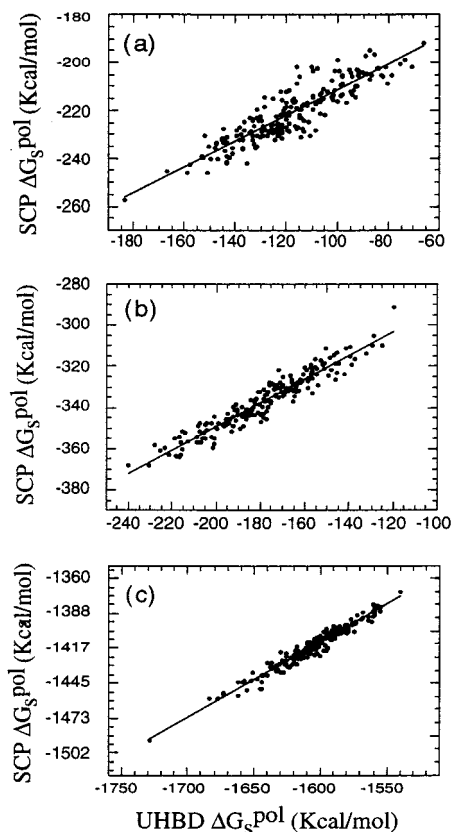 SCP ΔGₛᵖᵒˡ (Kcal/mol)
(a)
-180
-200
-220
-240
-260
-180 -160 -140 -120 -100 -80 -60
SCP ΔGₛᵖᵒˡ (Kcal/mol)
(b)
-280
-300
-320
-340
-360
-390
-240 -220 -200 -180 -160 -140 -120 -100
SCP ΔGₛᵖᵒˡ (Kcal/mol)
(c)
-1360
-1388
-1417
-1445
-1473
-1502
-1750 -1700 -1650 -1600 -1550
UHBD ΔGₛᵖᵒˡ (Kcal/mol)